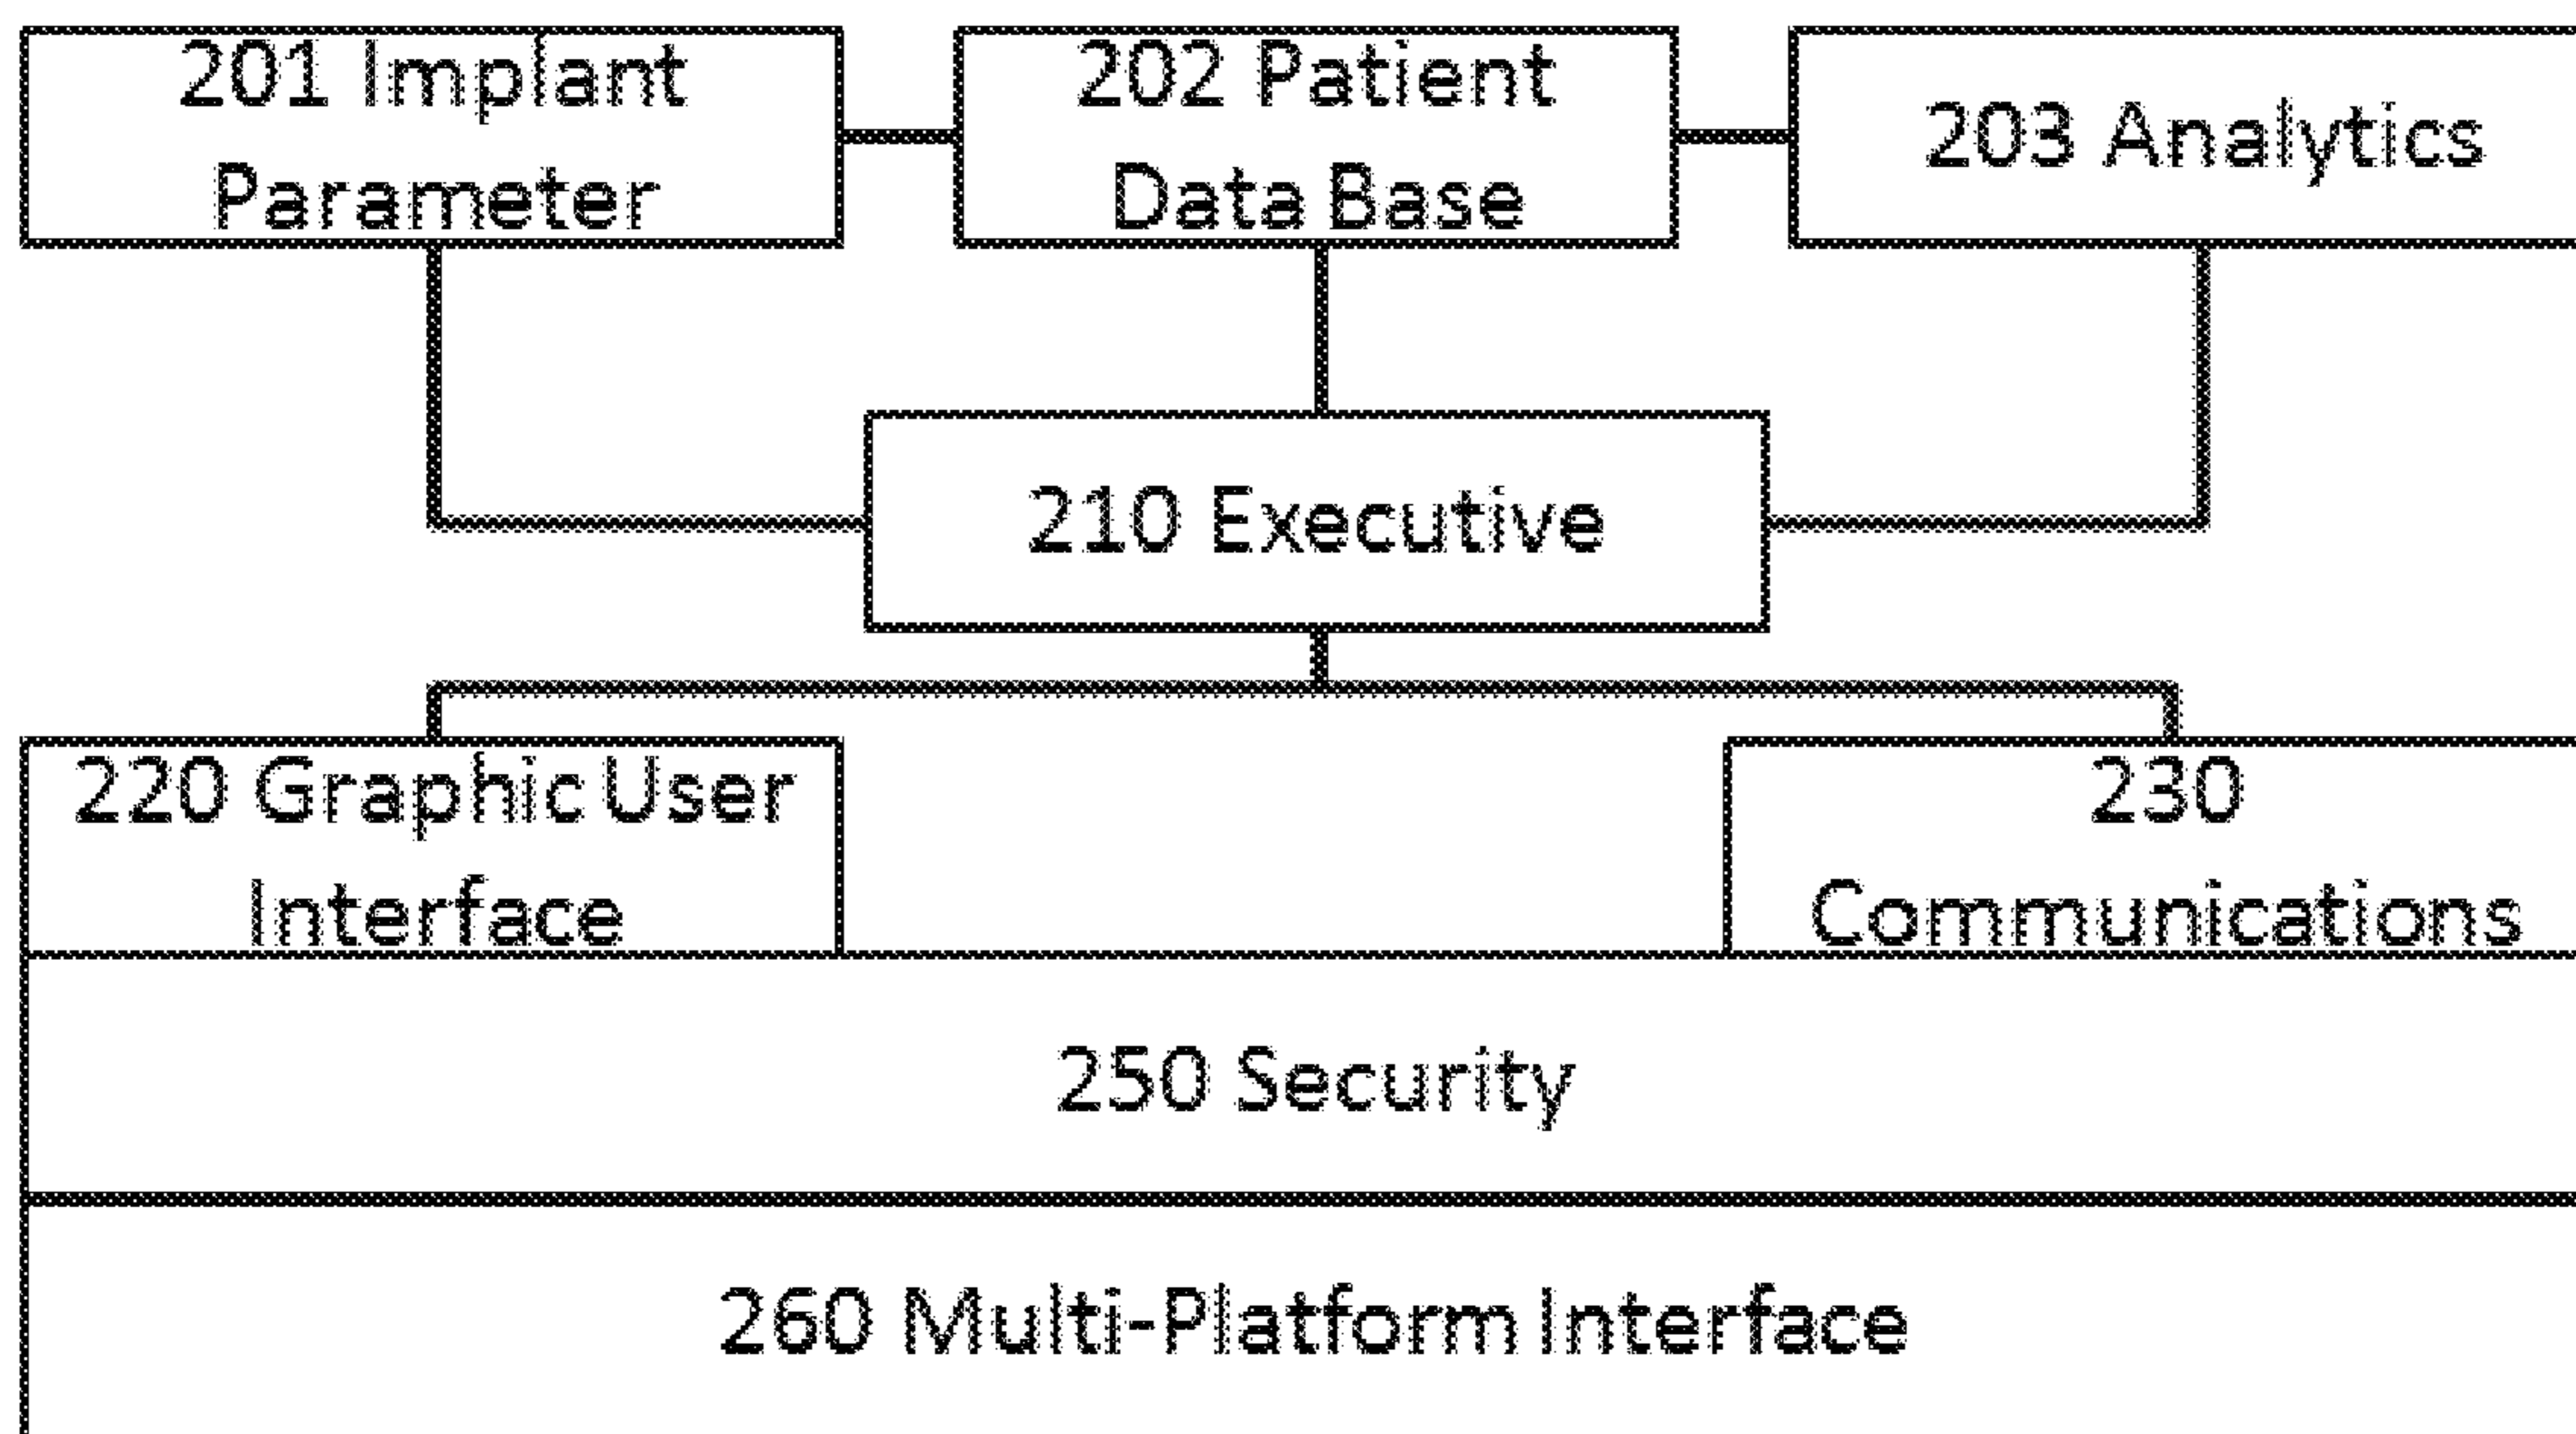 201 Implant
Parameter
202 Patient
Data Base
203 Analytics
210 Executive
220 Graphic User
Interface
230
Communications
250 Security
260 Multi-Platform Interface